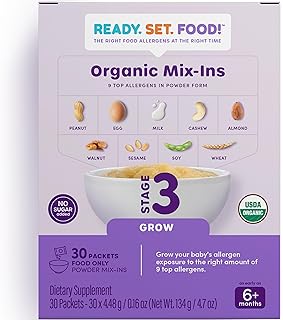 READY. SET. FOOD!™
THE RIGHT FOOD ALLERGENS AT THE RIGHT TIME
Organic Mix-Ins
9 TOP ALLERGENS IN POWDER FORM
PEANUT EGG MILK CASHEW ALMOND
WALNUT SESAME SOY WHEAT
NO
SUGAR
added
STAGE
3
GROW
USDA
ORGANIC
30 PACKETS
FOOD ONLY
POWDER MIX-INS
Grow your baby's allergen
exposure to the right amount of
9 top allergens.
Dietary Supplement
30 Packets - 30 x 4.48 g / 0.16 oz (Net Wt. 134 g / 4.7 oz)
as early as
6+
months